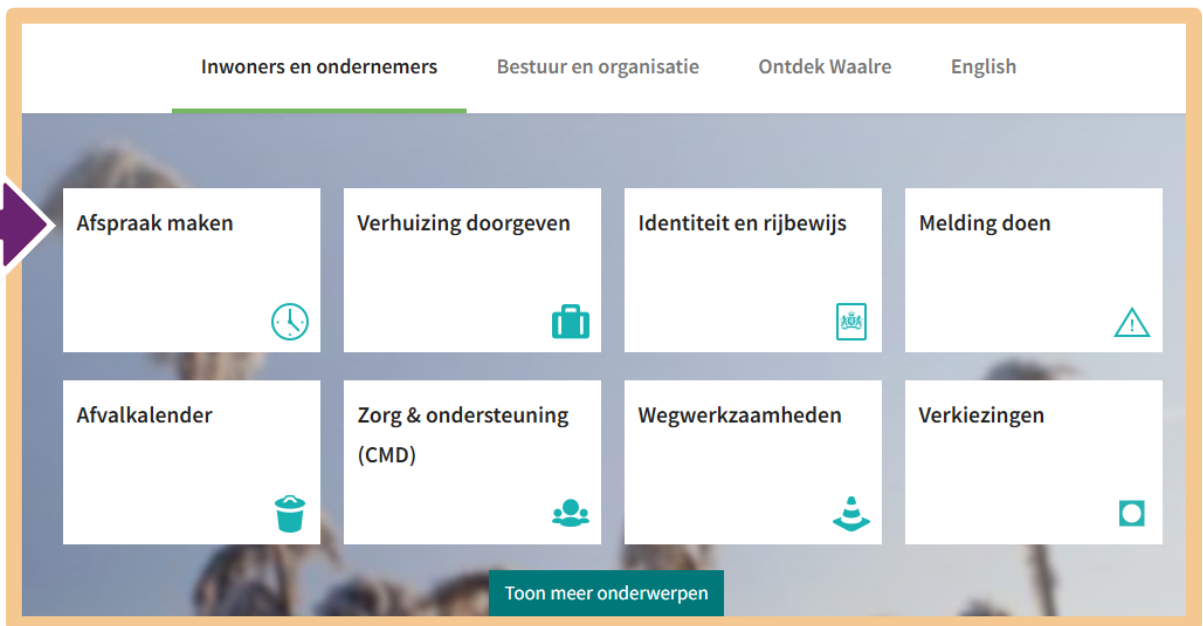 Inwoners en ondernemers
Bestuur en organisatie
Ontdek Waalre
English
Afspraak maken
Verhuizing doorgeven
Identiteit en rijbewijs
Melding doen
Afvalkalender
Zorg & ondersteuning
(CMD)
Wegwerkzaamheden
Verkiezingen
Toon meer onderwerpen